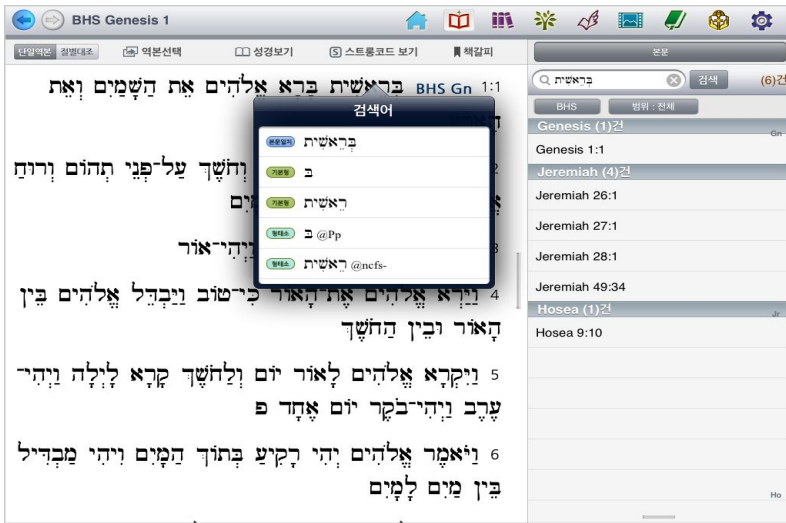 BHS Genesis 1
단일역본 절별대조 역본선택 성경보기 스트롱코드 보기 책갈피
본문
בְּרֵאשִׁית 검색 (6)건
BHS 범위 : 전체
BHS Gn 1:1 בְּרֵאשִׁית בָּרָא אֱלֹהִים אֵת הַשָּׁמַיִם וְאֵת
검색어
본문일치 בְּרֵאשִׁית
기본형 בּ
기본형 רֵאשִׁית
형태소 בּ @Pp
형태소 רֵאשִׁית @ncfs-
וְחֹשֶׁךְ עַל־פְּנֵי תְהוֹם וְרוּחַ
וַיְהִי־אוֹר
4 וַיַּרְא אֱלֹהִים אֶת־הָאוֹר כִּי־טוֹב וַיַּבְדֵּל אֱלֹהִים בֵּין
הָאוֹר וּבֵין הַחֹשֶׁךְ
5 וַיִּקְרָא אֱלֹהִים לָאוֹר יוֹם וְלַחֹשֶׁךְ קָרָא לָיְלָה וַיְהִי־
עֶרֶב וַיְהִי־בֹקֶר יוֹם אֶחָד פ
6 וַיֹּאמֶר אֱלֹהִים יְהִי רָקִיעַ בְּתוֹךְ הַמָּיִם וִיהִי מַבְדִּיל
בֵּין מַיִם לָמָיִם
Genesis (1)건
Gn
Genesis 1:1
Jeremiah (4)건
Jeremiah 26:1
Jeremiah 27:1
Jeremiah 28:1
Jeremiah 49:34
Hosea (1)건
Jr
Hosea 9:10
Ho